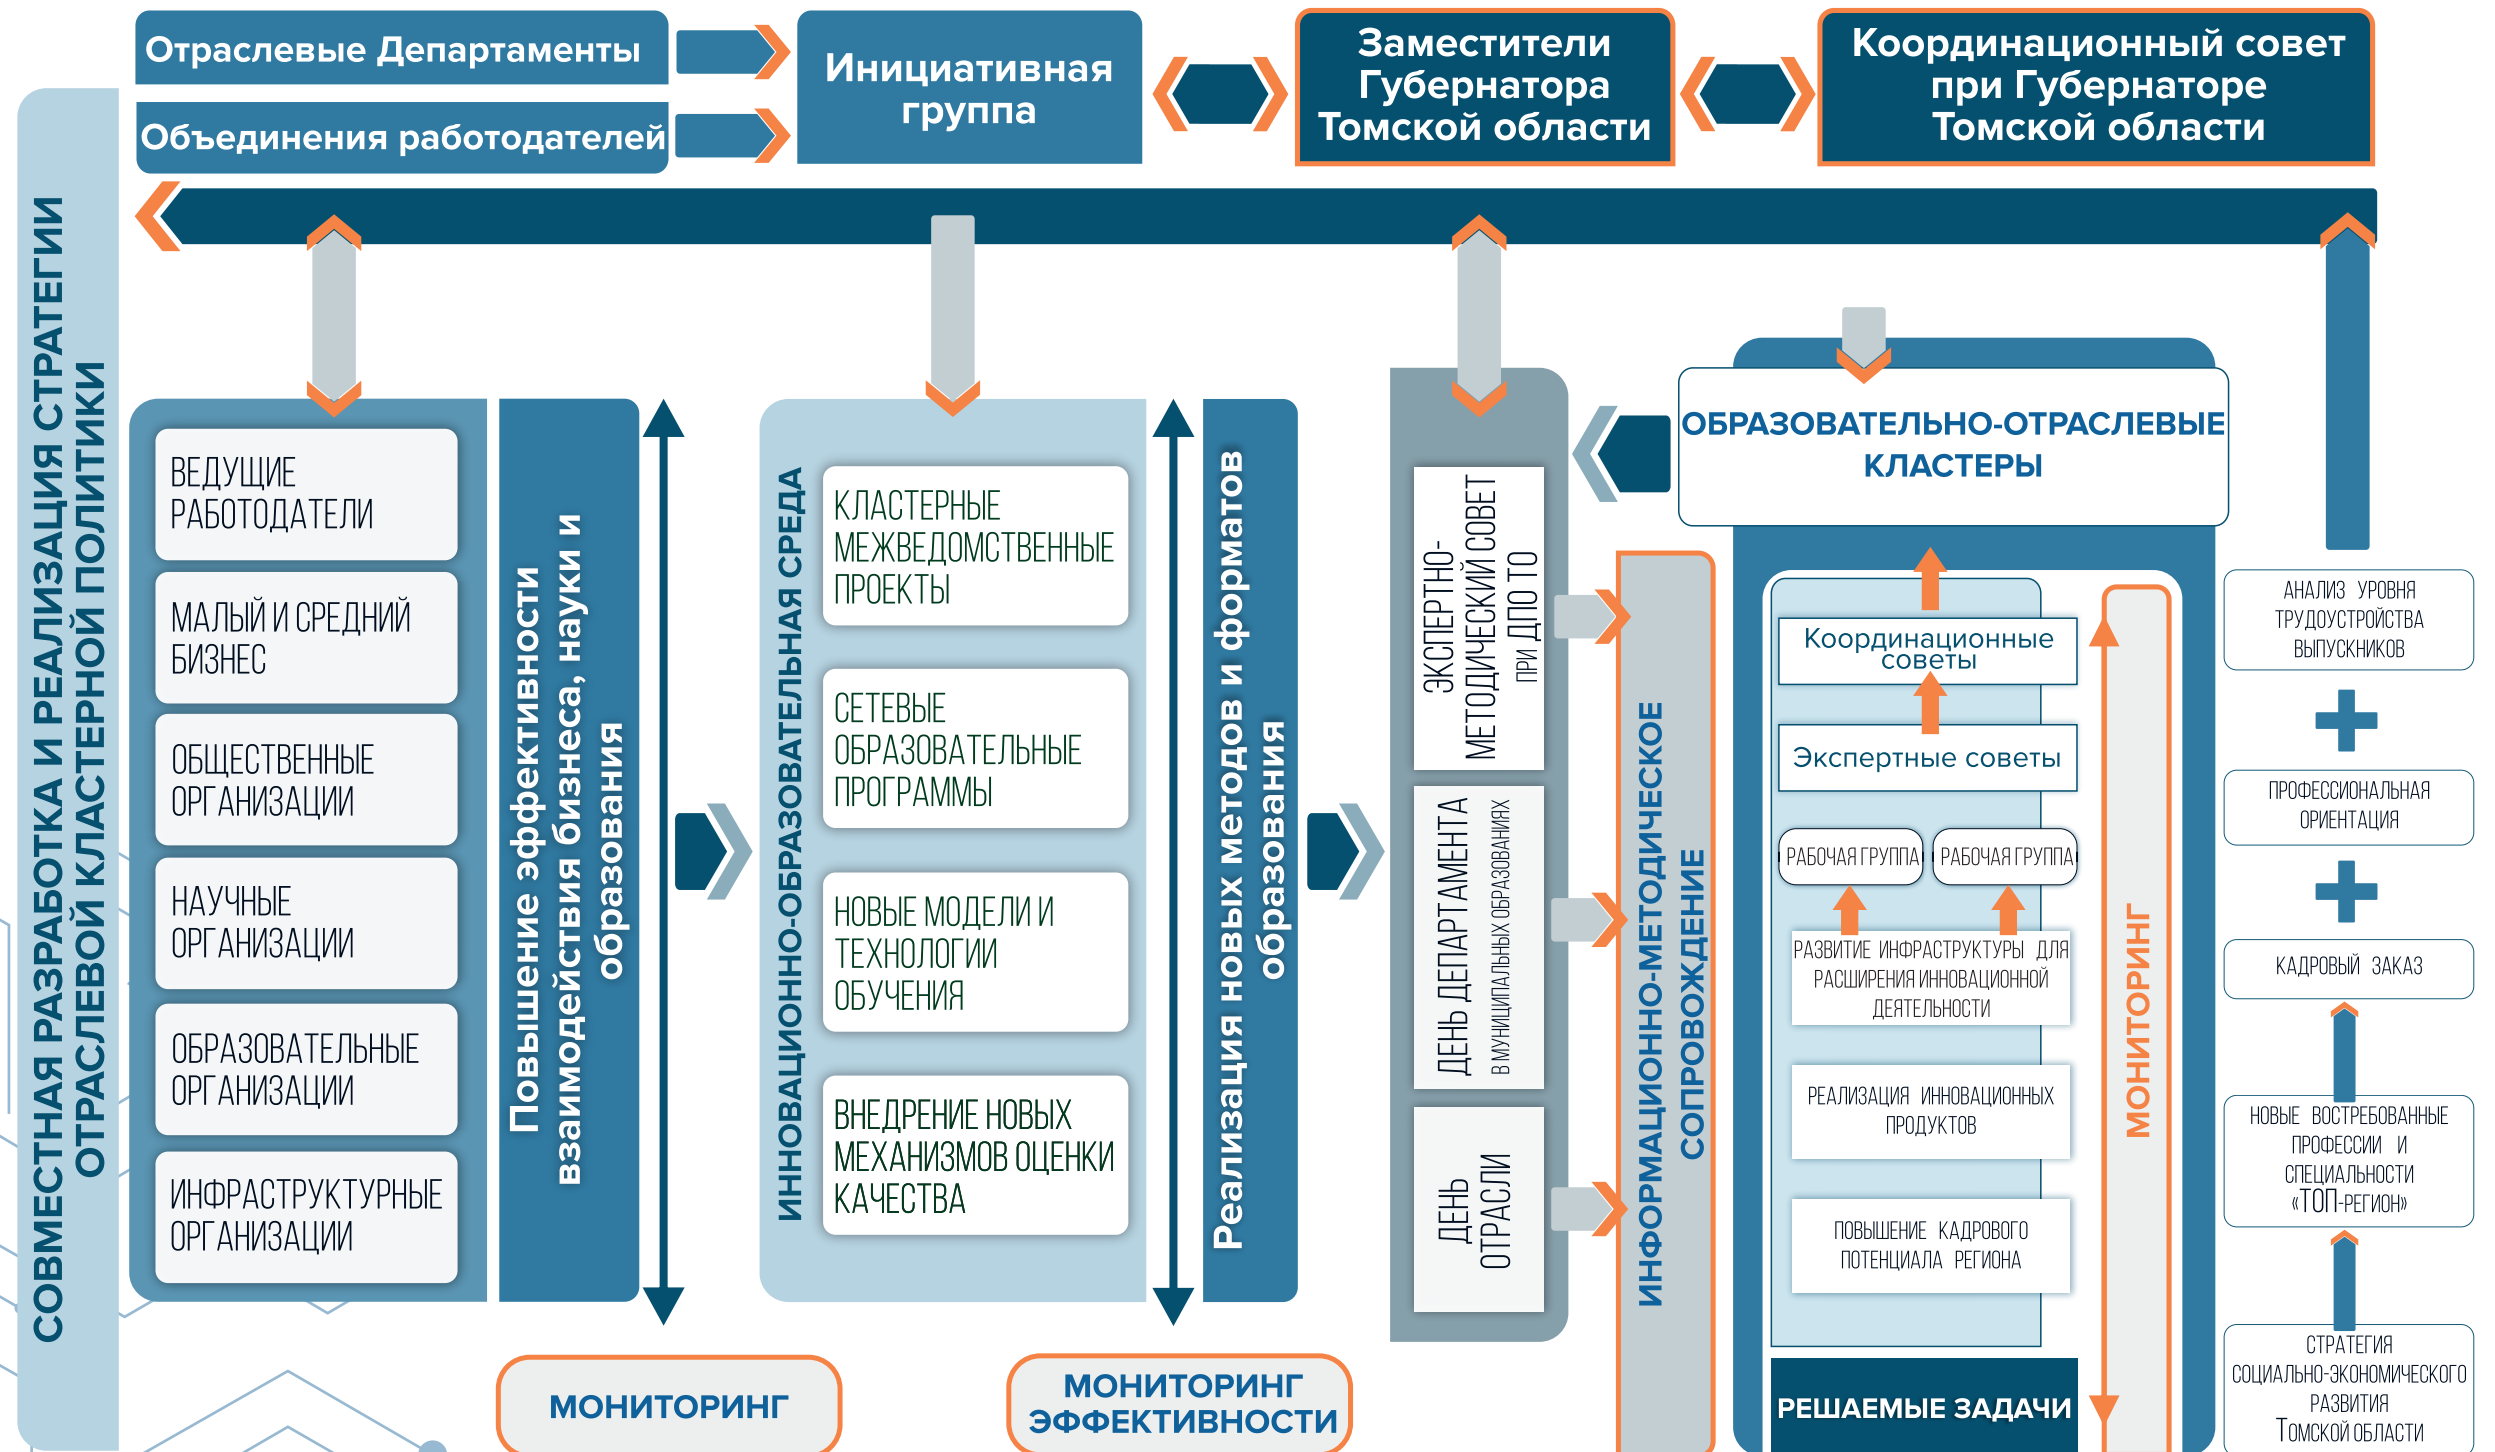 Отраслевые Департаменты
Объединения работодателей
Инициативная
группа
Заместители
Губернатора
Томской области
Координационный совет
при Губернаторе
Томской области
СОВМЕСТНАЯ РАЗРАБОТКА И РЕАЛИЗАЦИЯ СТРАТЕГИИ
ОТРАСЛЕВОЙ КЛАСТЕРНОЙ ПОЛИТИКИ
ВЕДУЩИЕ
РАБОТОДАТЕЛИ
МАЛЫЙ И СРЕДНИЙ
БИЗНЕС
ОБЩЕСТВЕННЫЕ
ОРГАНИЗАЦИИ
НАУЧНЫЕ
ОРГАНИЗАЦИИ
ОБРАЗОВАТЕЛЬНЫЕ
ОРГАНИЗАЦИИ
ИНФРАСТРУКТУРНЫЕ
ОРГАНИЗАЦИИ
Повышение эффективности
взаимодействия бизнеса, науки и
образования
МОНИТОРИНГ
ИННОВАЦИОННО-ОБРАЗОВАТЕЛЬНАЯ СРЕДА
КЛАСТЕРНЫЕ
МЕЖВЕДОМСТВЕННЫЕ
ПРОЕКТЫ
СЕТЕВЫЕ
ОБРАЗОВАТЕЛЬНЫЕ
ПРОГРАММЫ
НОВЫЕ МОДЕЛИ И
ТЕХНОЛОГИИ
ОБУЧЕНИЯ
ВНЕДРЕНИЕ НОВЫХ
МЕХАНИЗМОВ ОЦЕНКИ
КАЧЕСТВА
Реализация новых методов и форматов
образования
МОНИТОРИНГ
ЭФФЕКТИВНОСТИ
ЭКСПЕРТНО-
МЕТОДИЧЕСКИЙ СОВЕТ
ПРИ ДПО ТО
ДЕНЬ ДЕПАРТАМЕНТА
В МУНИЦИПАЛЬНЫХ ОБРАЗОВАНИЯХ
ДЕНЬ
ОТРАСЛИ
ИНФОРМАЦИОННО-МЕТОДИЧЕСКОЕ
СОПРОВОЖДЕНИЕ
ОБРАЗОВАТЕЛЬНО-ОТРАСЛЕВЫЕ
КЛАСТЕРЫ
Координационные
советы
Экспертные советы
РАБОЧАЯ ГРУППА
РАБОЧАЯ ГРУППА
РАЗВИТИЕ ИНФРАСТРУКТУРЫ ДЛЯ
РАСШИРЕНИЯ ИННОВАЦИОННОЙ
ДЕЯТЕЛЬНОСТИ
РЕАЛИЗАЦИЯ ИННОВАЦИОННЫХ
ПРОДУКТОВ
ПОВЫШЕНИЕ КАДРОВОГО
ПОТЕНЦИАЛА РЕГИОНА
РЕШАЕМЫЕ ЗАДАЧИ
МОНИТОРИНГ
АНАЛИЗ УРОВНЯ
ТРУДОУСТРОЙСТВА
ВЫПУСКНИКОВ
ПРОФЕССИОНАЛЬНАЯ
ОРИЕНТАЦИЯ
КАДРОВЫЙ ЗАКАЗ
НОВЫЕ ВОСТРЕБОВАННЫЕ
ПРОФЕССИИ И
СПЕЦИАЛЬНОСТИ
«ТОП-РЕГИОН»
СТРАТЕГИЯ
СОЦИАЛЬНО-ЭКОНОМИЧЕСКОГО
РАЗВИТИЯ
ТОМСКОЙ ОБЛАСТИ